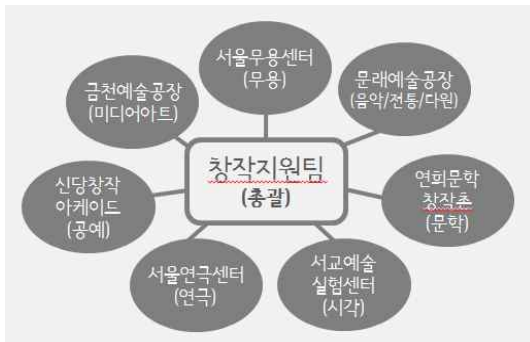 서울무용센터
(무용)
금천예술공장
(미디어아트)
문래예술공장
(음악/전통/다원)
창작지원팀
(총괄)
신당창작
아케이드
(공예)
연희문학
창작촌
(문학)
서울연극센터
(연극)
서교예술
실험센터
(시각)